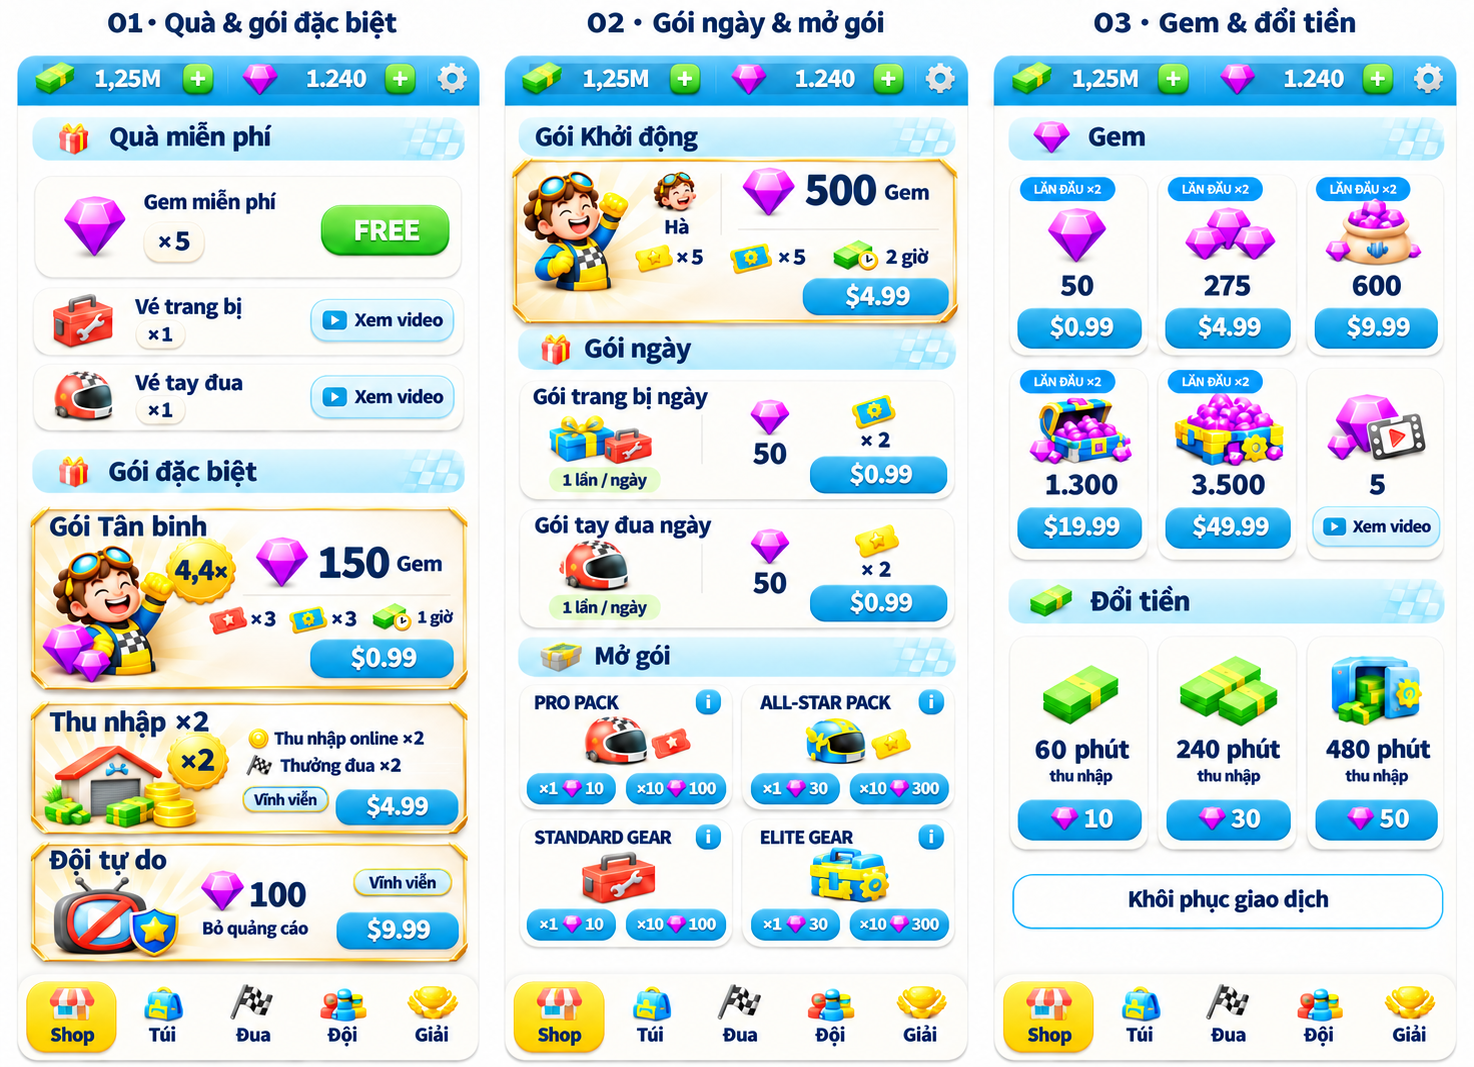 01 • Quà & gói đặc biệt
1,25M
+
1.240
+
Quà miễn phí
Gem miễn phí
×5
FREE
Vé trang bị
×1
Xem video
Vé tay đua
×1
Xem video
Gói đặc biệt
Gói Tân binh
4,4×
150 Gem
×3
×3
1 giờ
$0.99
Thu nhập ×2
×2
Thu nhập online ×2
Thưởng đua ×2
Vĩnh viễn
$4.99
Đội tự do
100
Bỏ quảng cáo
Vĩnh viễn
$9.99
Shop
Túi
Đua
Đội
Giải
02 • Gói ngày & mở gói
1,25M
+
1.240
+
Gói Khởi động
Hà
500 Gem
×5
×5
2 giờ
$4.99
Gói ngày
Gói trang bị ngày
1 lần / ngày
50
×2
$0.99
Gói tay đua ngày
1 lần / ngày
50
×2
$0.99
Mở gói
PRO PACK
i
×1 10
×10 100
ALL-STAR PACK
i
×1 30
×10 300
STANDARD GEAR
i
×1 10
×10 100
ELITE GEAR
i
×1 30
×10 300
Shop
Túi
Đua
Đội
Giải
03 • Gem & đổi tiền
1,25M
+
1.240
+
Gem
LẦN ĐẦU ×2
50
$0.99
LẦN ĐẦU ×2
275
$4.99
LẦN ĐẦU ×2
600
$9.99
LẦN ĐẦU ×2
1.300
$19.99
LẦN ĐẦU ×2
3.500
$49.99
5
Xem video
Đổi tiền
60 phút
thu nhập
10
240 phút
thu nhập
30
480 phút
thu nhập
50
Khôi phục giao dịch
Shop
Túi
Đua
Đội
Giải